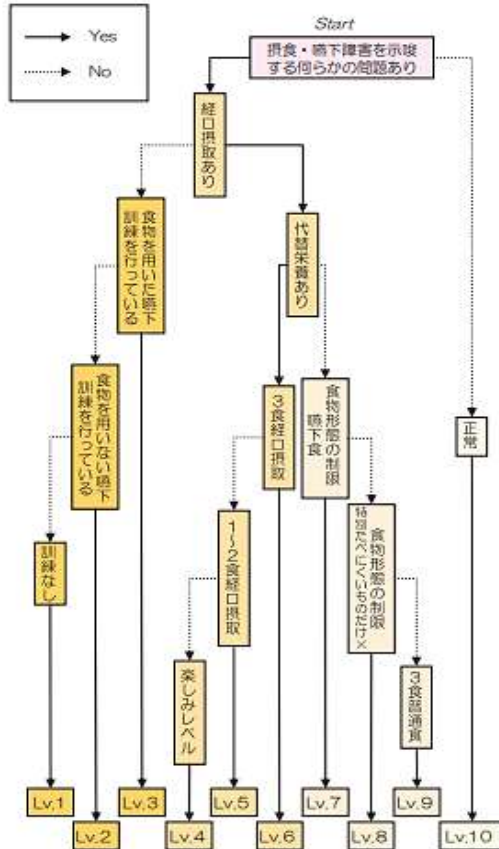 Yes
No
Start
摂食・嚥下障害を示唆
する何らかの問題あり
経口摂取あり
食物を用いた嚥下
訓練を行っている
代替栄養あり
食物を用いない嚥下
訓練を行っている
3食経口摂取
食物形態の制限
嚥下食
正常
訓練なし
1～2食経口摂取
食物形態の制限
特別たべにくいものだけ×
楽しみレベル
3食普通食
Lv.1
Lv.2
Lv.3
Lv.4
Lv.5
Lv.6
Lv.7
Lv.8
Lv.9
Lv.10